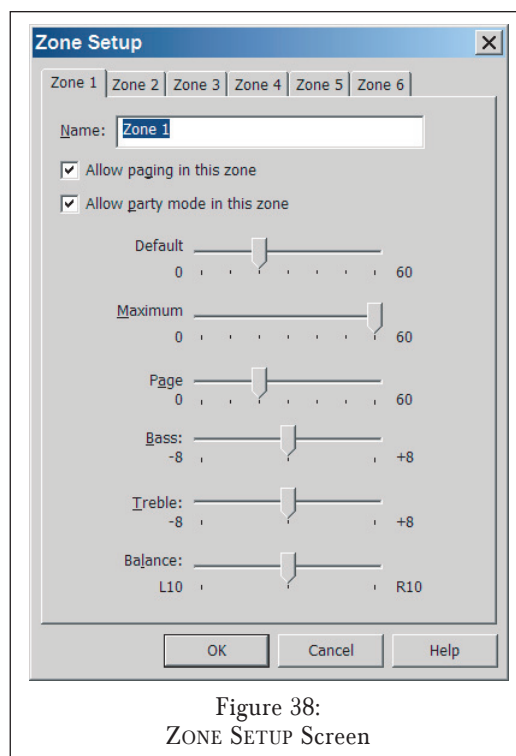 Zone Setup
Zone 1 Zone 2 Zone 3 Zone 4 Zone 5 Zone 6
Name: Zone 1
Allow paging in this zone
Allow party mode in this zone
Default
0 60
Maximum
0 60
Page
0 60
Bass:
-8 +8
Treble:
-8 +8
Balance:
L10 R10
OK Cancel Help
Figure 38:
ZONE SETUP Screen